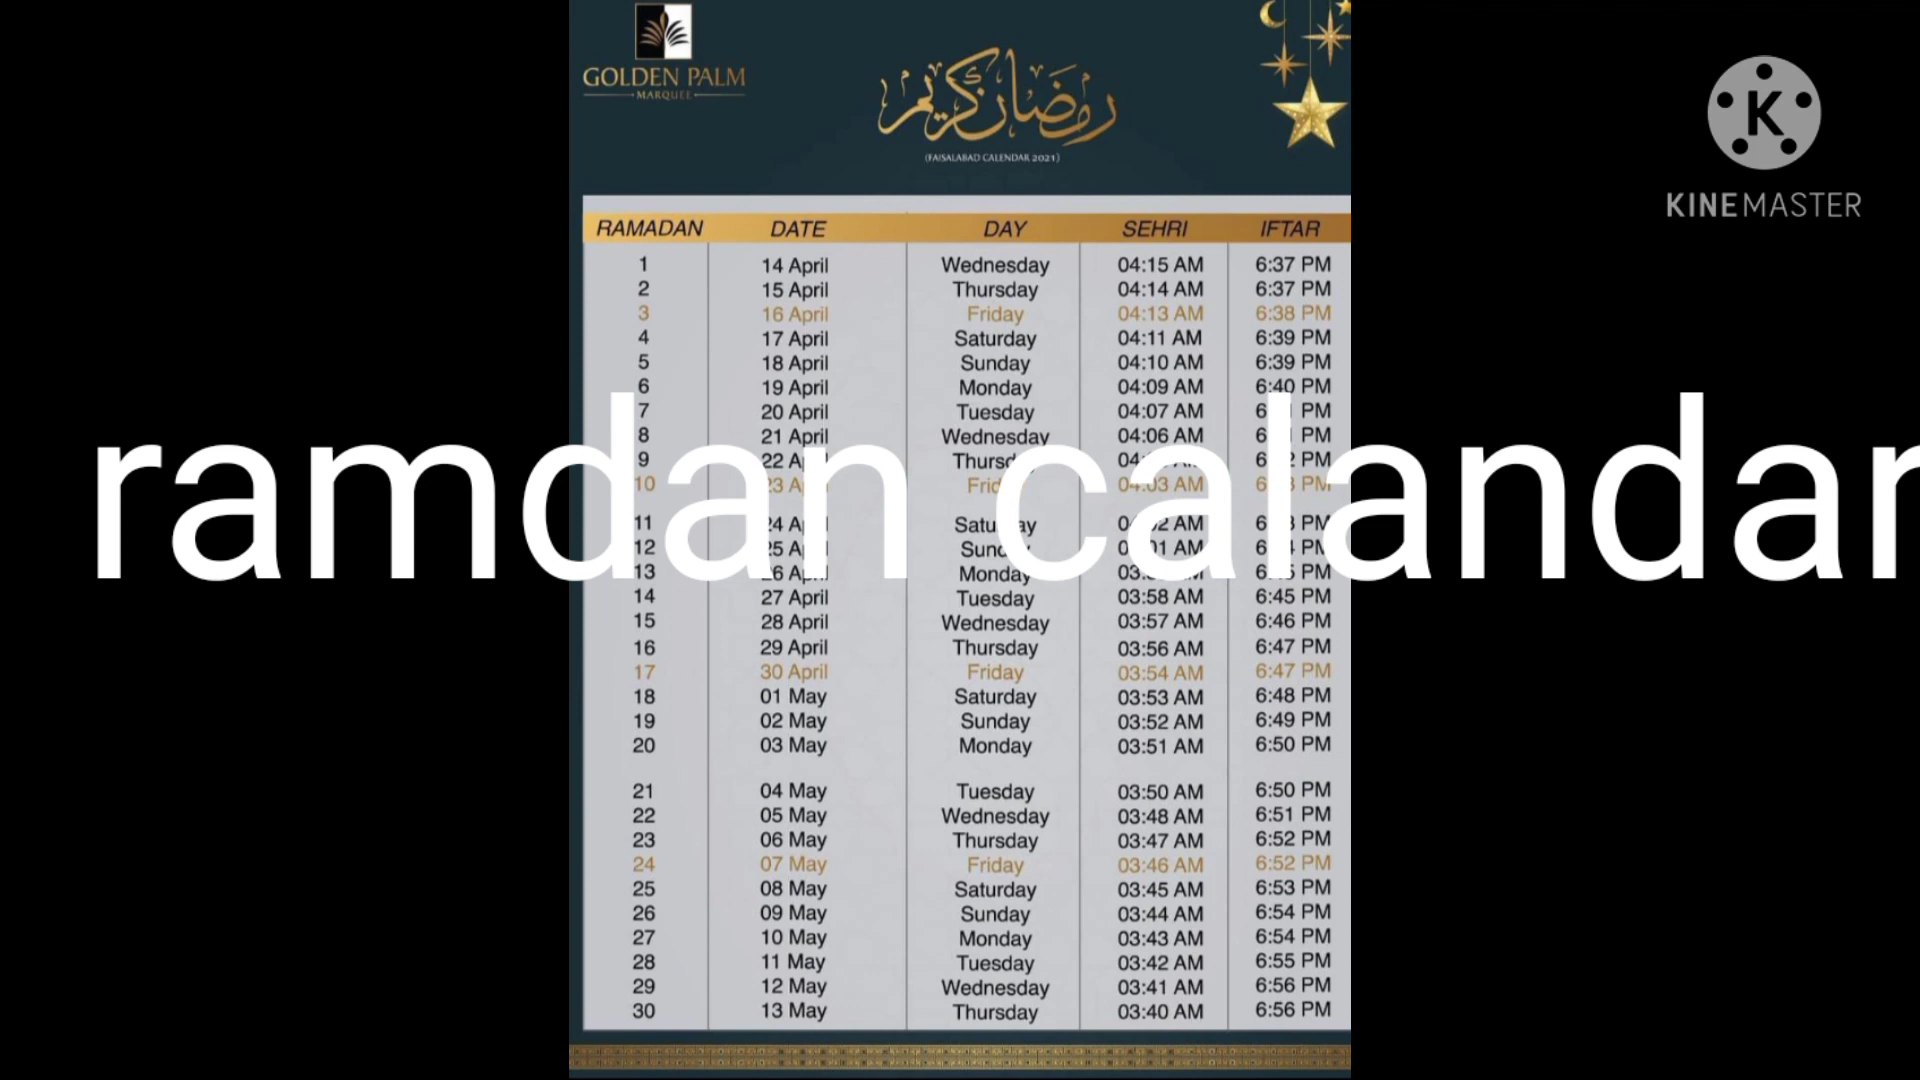 GOLDEN PALM
MARQUEE
رمضان كريم
(FAISALABAD CALENDAR 2021)
KINEMASTER
RAMADAN DATE DAY SEHRI IFTAR
1 14 April Wednesday 04:15 AM 6:37 PM
2 15 April Thursday 04:14 AM 6:37 PM
3 16 April Friday 04:13 AM 6:38 PM
4 17 April Saturday 04:11 AM 6:39 PM
5 18 April Sunday 04:10 AM 6:39 PM
6 19 April Monday 04:09 AM 6:40 PM
7 20 April Tuesday 04:07 AM PM
8 21 April Wednesday 04:06 AM PM
9 22 Thursday PM
ramdan calandar
10 23 04:03 AM PM
11 24 Saturday AM PM
12 25 AM PM
13 26 Monday PM
14 27 April Tuesday 03:58 AM 6:45 PM
15 28 April Wednesday 03:57 AM 6:46 PM
16 29 April Thursday 03:56 AM 6:47 PM
17 30 April Friday 03:54 AM 6:47 PM
18 01 May Saturday 03:53 AM 6:48 PM
19 02 May Sunday 03:52 AM 6:49 PM
20 03 May Monday 03:51 AM 6:50 PM
21 04 May Tuesday 03:50 AM 6:50 PM
22 05 May Wednesday 03:48 AM 6:51 PM
23 06 May Thursday 03:47 AM 6:52 PM
24 07 May Friday 03:46 AM 6:52 PM
25 08 May Saturday 03:45 AM 6:53 PM
26 09 May Sunday 03:44 AM 6:54 PM
27 10 May Monday 03:43 AM 6:54 PM
28 11 May Tuesday 03:42 AM 6:55 PM
29 12 May Wednesday 03:41 AM 6:56 PM
30 13 May Thursday 03:40 AM 6:56 PM